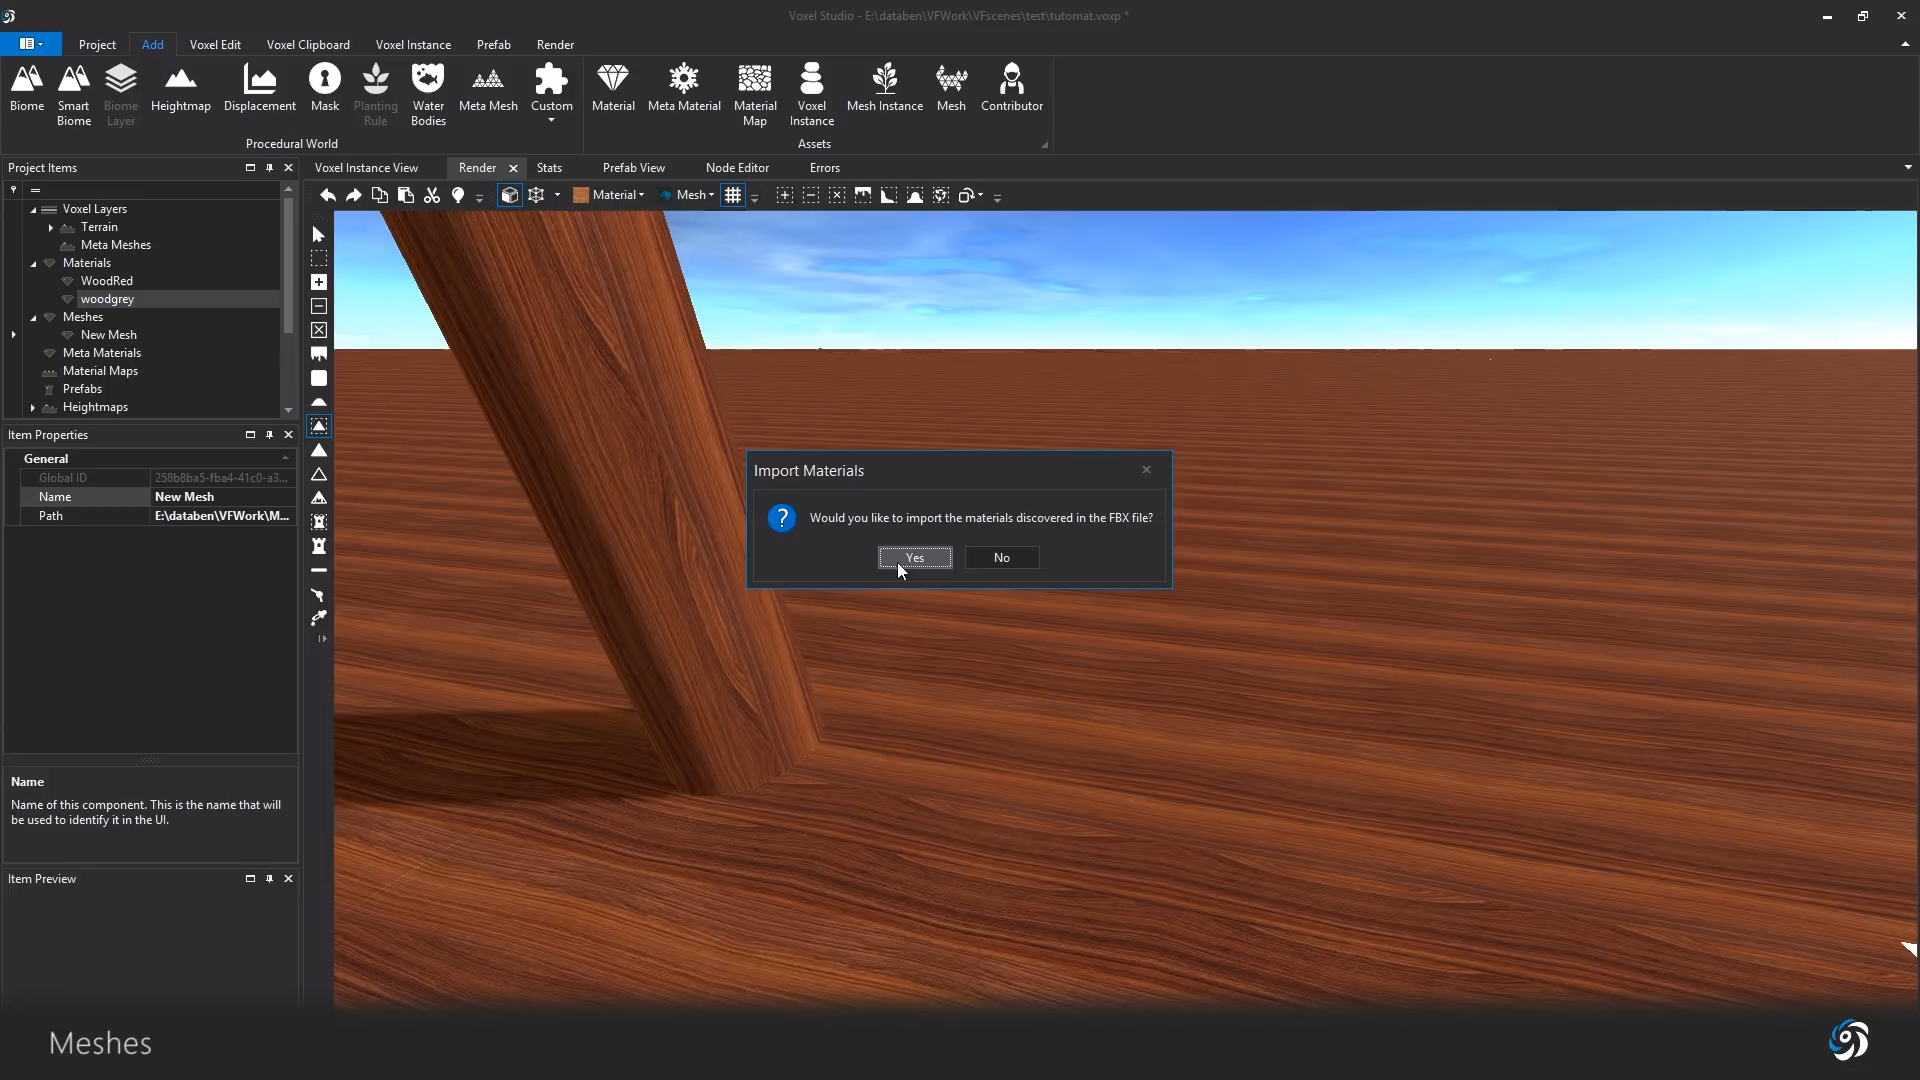 Voxel Studio - E:\databen\VFWork\VFscenes\test\tutomat.voxp *
Project Add Voxel Edit Voxel Clipboard Voxel Instance Prefab Render
Biome Smart Biome Biome Layer Heightmap Displacement Mask Planting Rule Water Bodies Meta Mesh Custom Material Meta Material Material Map Voxel Instance Mesh Instance Mesh Contributor
Procedural World Assets
Project Items
Voxel Instance View Render Stats Prefab View Node Editor Errors
Material Mesh
Voxel Layers
Terrain
Meta Meshes
Materials
WoodRed
woodgrey
Meshes
New Mesh
Meta Materials
Material Maps
Prefabs
Heightmaps
Item Properties
General
Global ID 258b8ba5-fba4-41c0-a3...
Name New Mesh
Path E:\databen\VFWork\M...
Import Materials
Would you like to import the materials discovered in the FBX file?
Yes No
Name
Name of this component. This is the name that will
be used to identify it in the UI.
Item Preview
Meshes